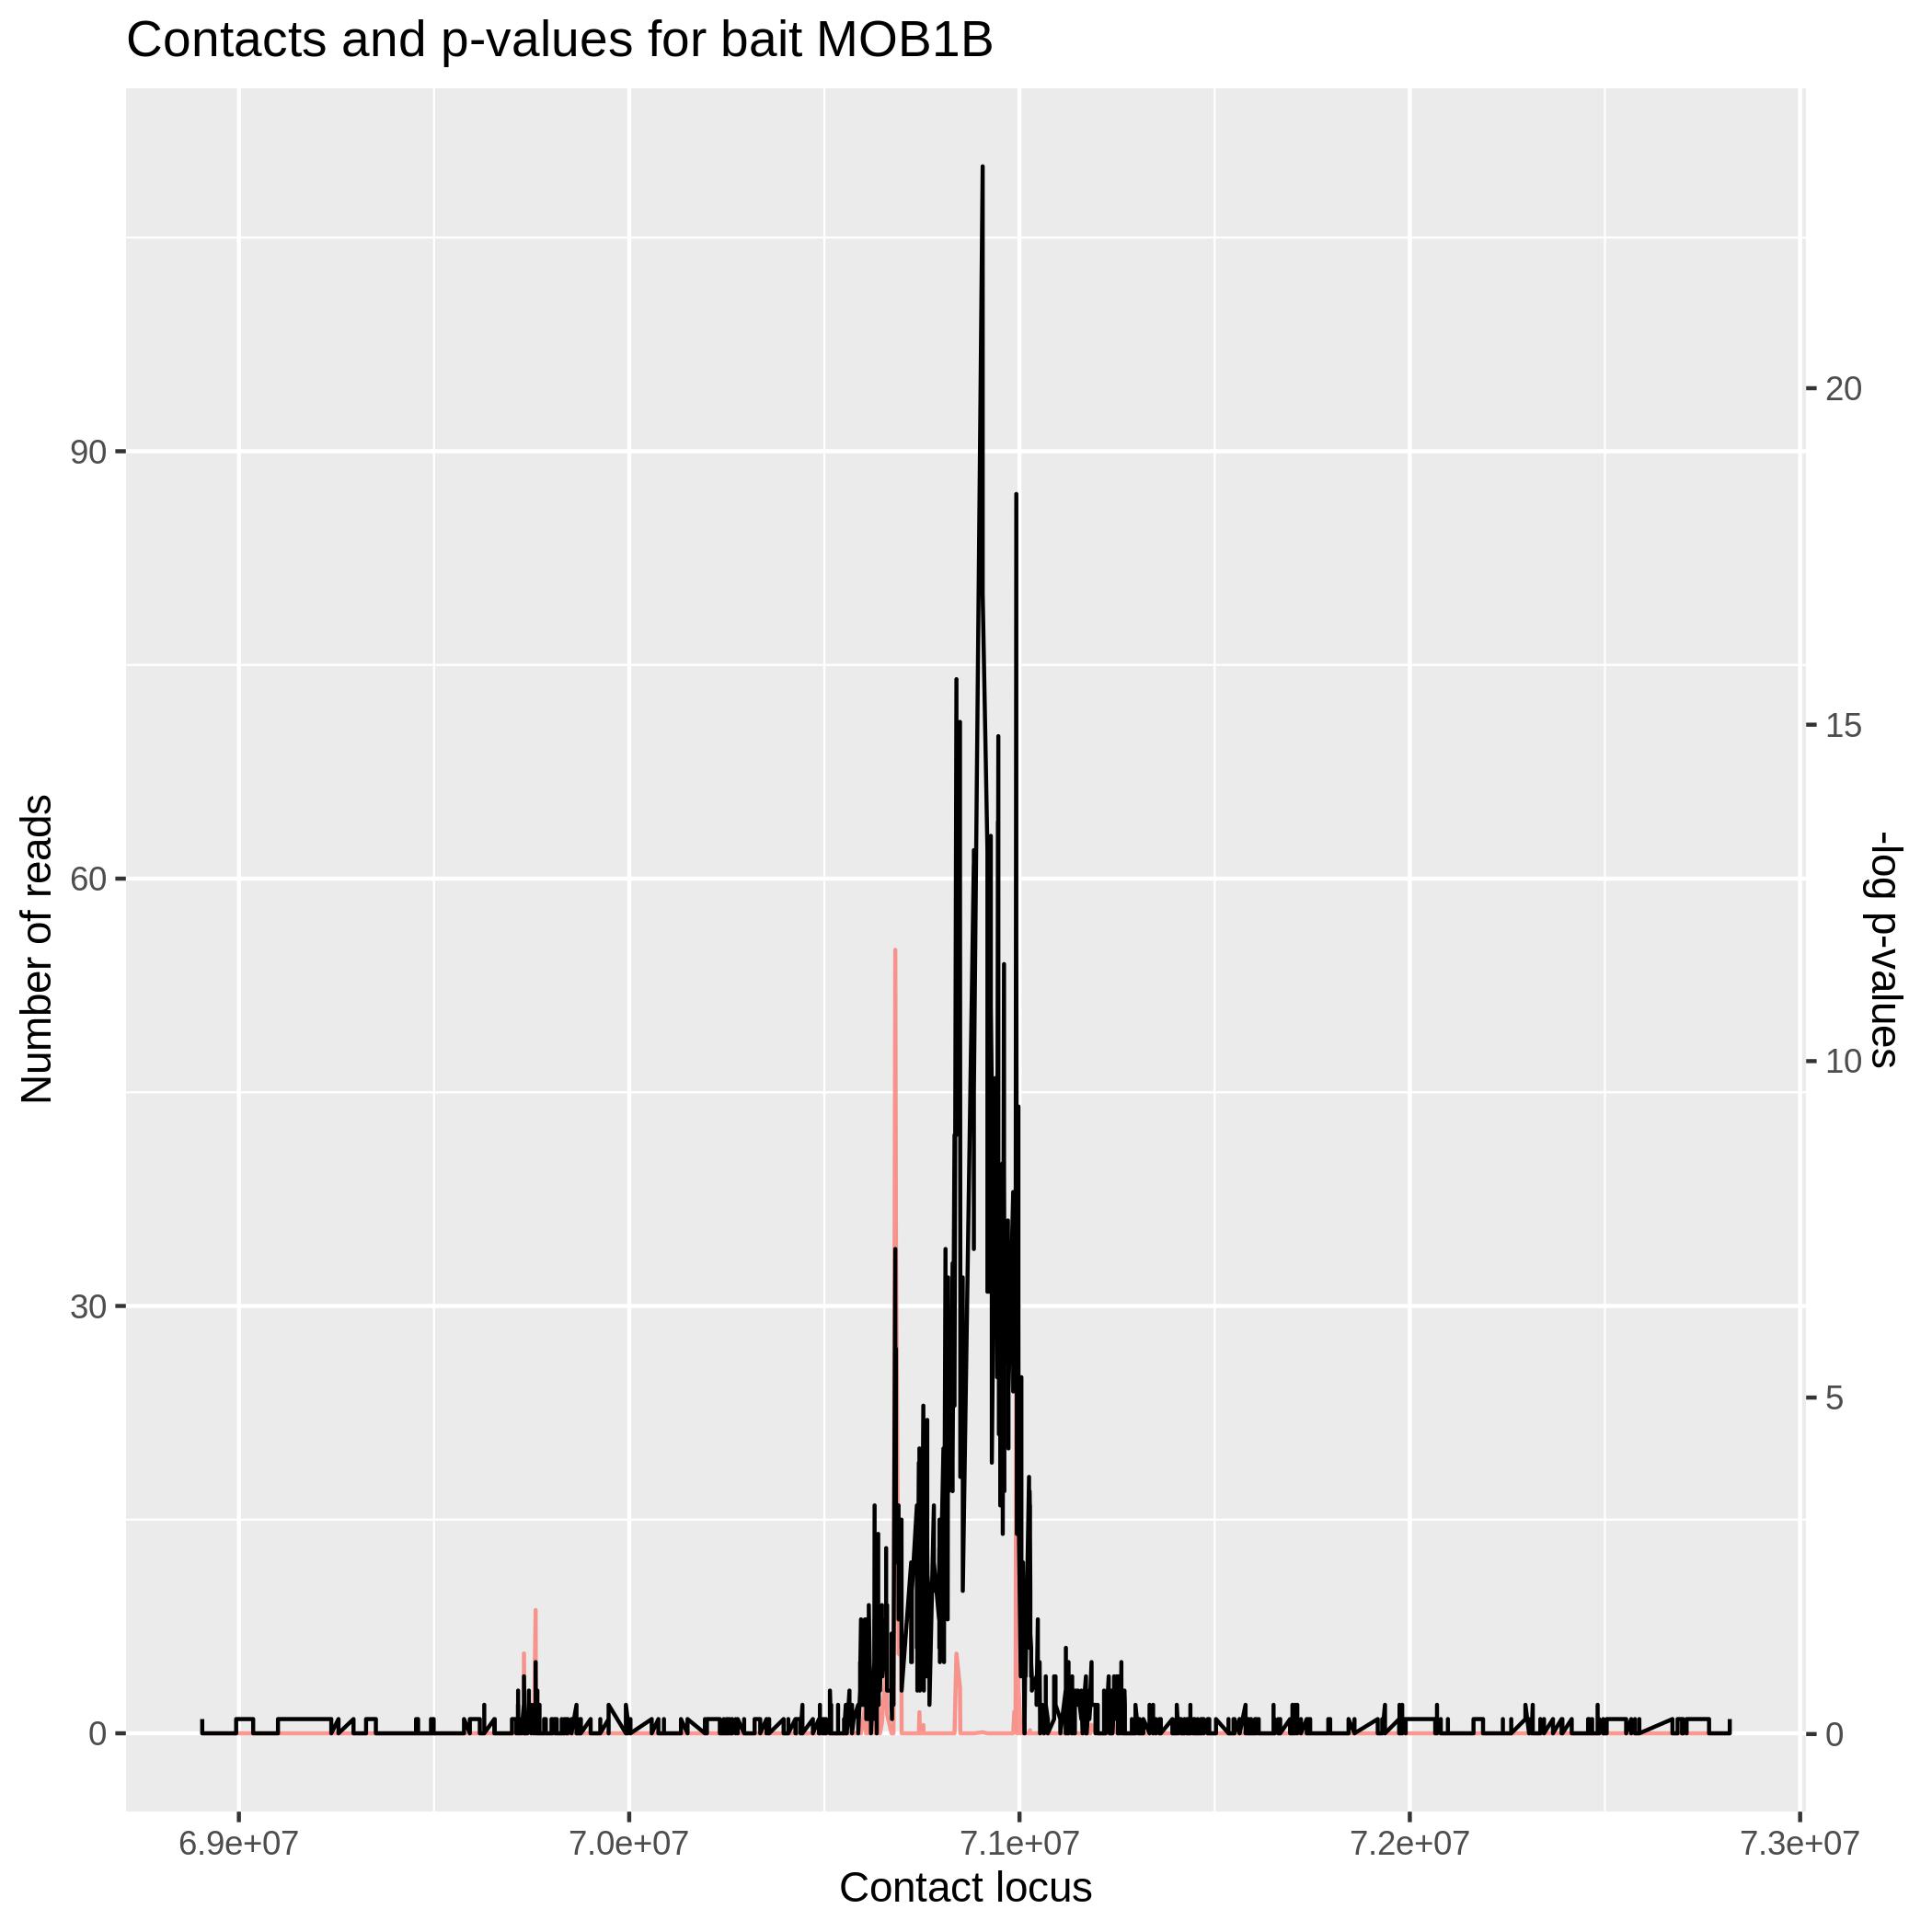 Contacts and p-values for bait MOB1B
Number of reads
90
60
30
0
20
15
10
5
0
-log p-values
6.9e+07
7.0e+07
7.1e+07
7.2e+07
7.3e+07
Contact locus